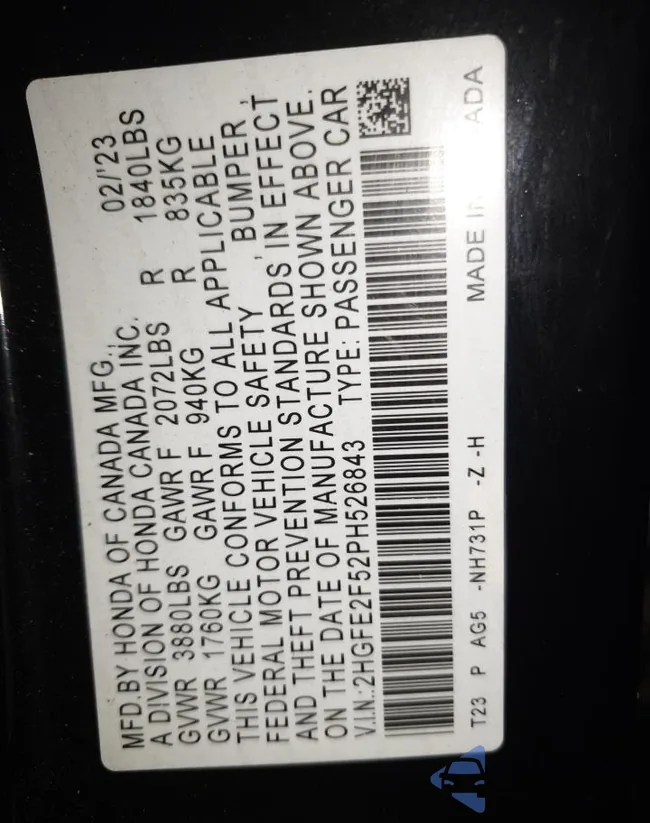 MFD.BY HONDA OF CANADA MFG., 02/'23
A DIVISION OF HONDA CANADA INC.
GVWR 3880LBS GAWR F 2072LBS R 1840LBS
GVWR 1760KG GAWR F 940KG R 835KG
THIS VEHICLE CONFORMS TO ALL APPLICABLE
FEDERAL MOTOR VEHICLE SAFETY , BUMPER ,
AND THEFT PREVENTION STANDARDS IN EFFECT
ON THE DATE OF MANUFACTURE SHOWN ABOVE.
V.I.N.:2HGFE2F52PH526843 TYPE: PASSENGER CAR
T23 P AG5 -NH731P -Z -H MADE ADA